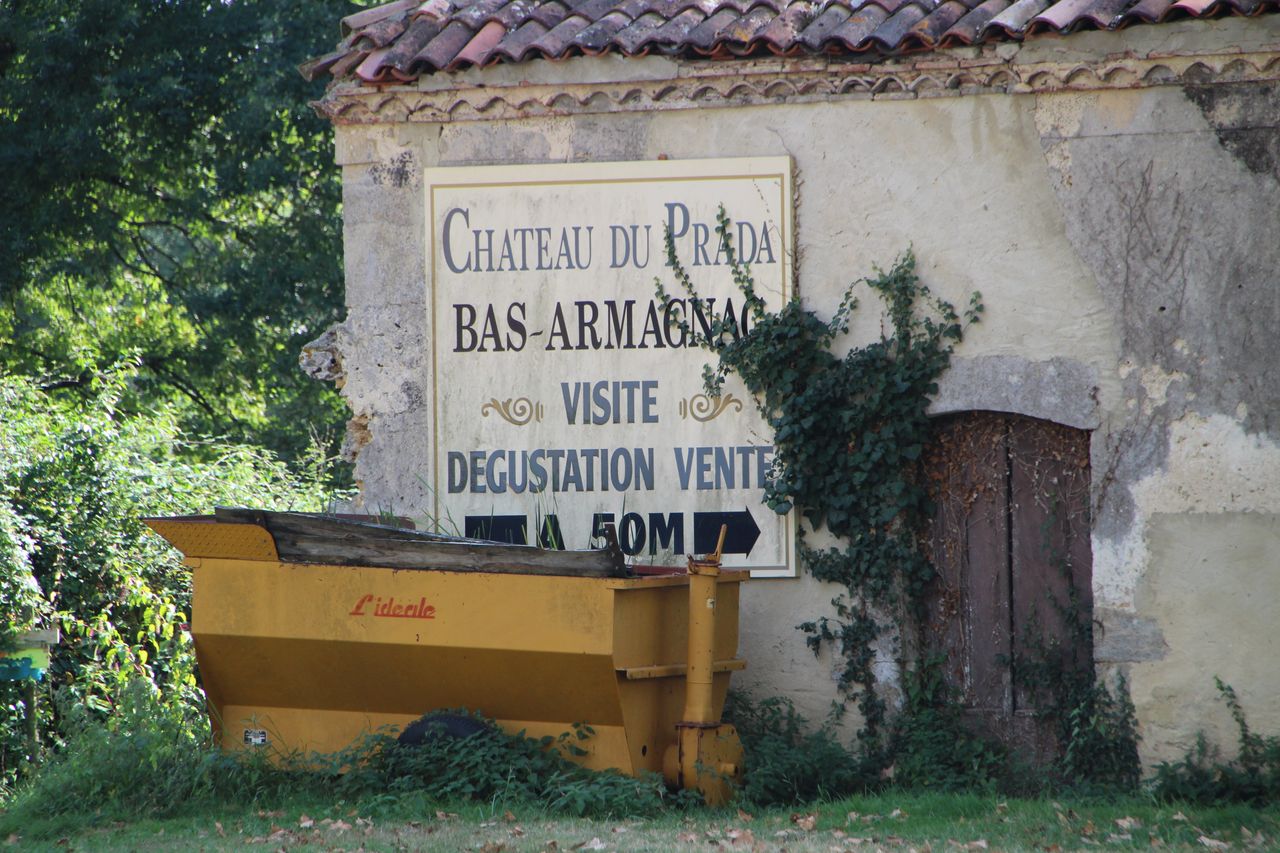 CHATEAU DU PRADA
BAS-ARMAGNAC
VISITE
DEGUSTATION VENTE
A 50M
L'ideale